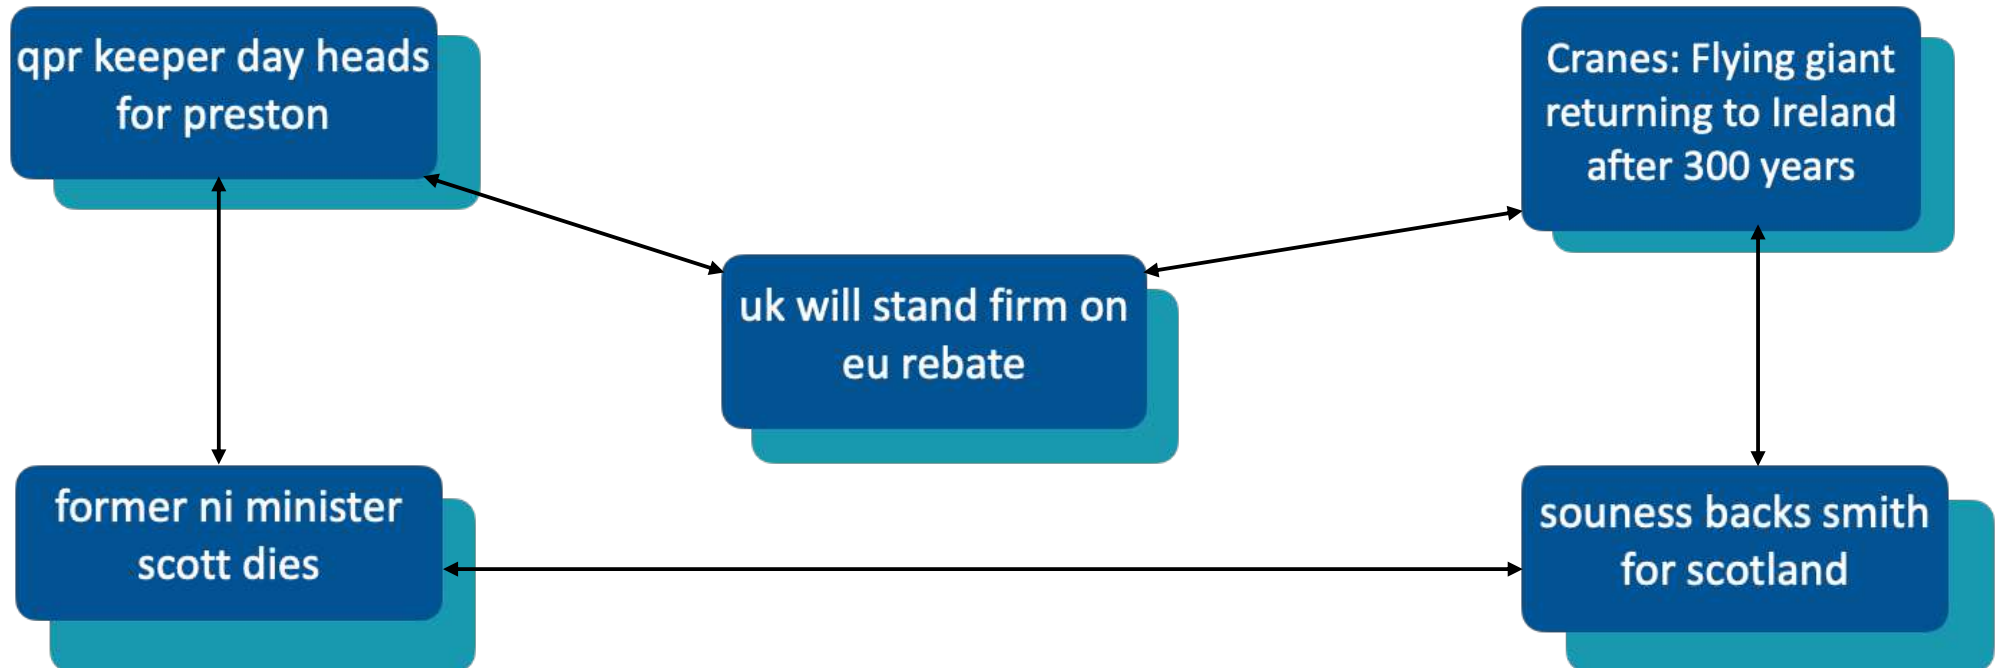 qpr keeper day heads
for preston
Cranes: Flying giant
returning to Ireland
after 300 years
uk will stand firm on
eu rebate
former ni minister
scott dies
souness backs smith
for scotland